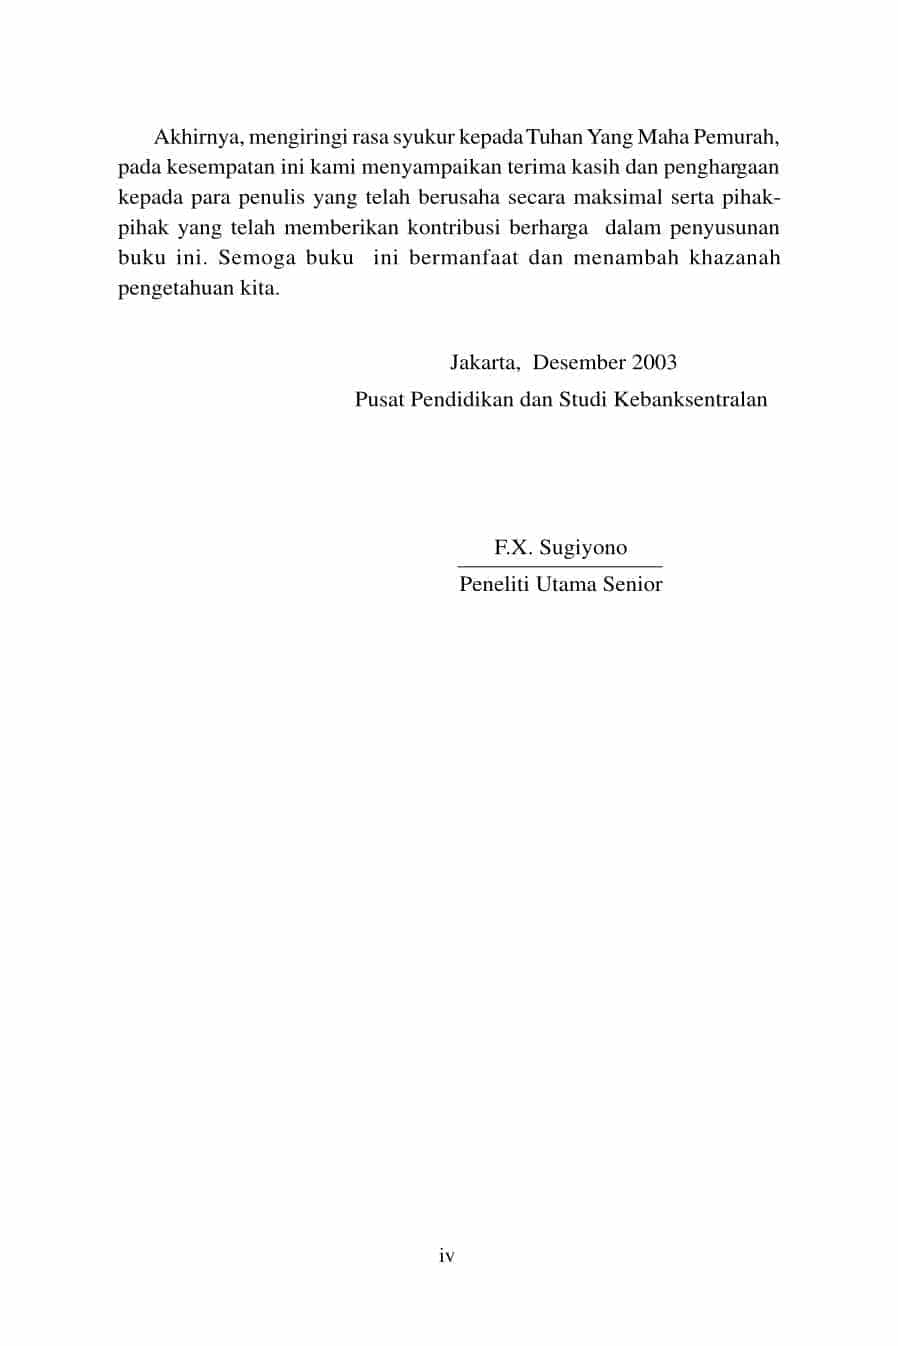 Akhirnya, mengiringi rasa syukur kepada Tuhan Yang Maha Pemurah,
pada kesempatan ini kami menyampaikan terima kasih dan penghargaan
kepada para penulis yang telah berusaha secara maksimal serta pihak-
pihak yang telah memberikan kontribusi berharga dalam penyusunan
buku ini. Semoga buku ini bermanfaat dan menambah khazanah
pengetahuan kita.
Jakarta, Desember 2003
Pusat Pendidikan dan Studi Kebanksentralan
F.X. Sugiyono
Peneliti Utama Senior
iv